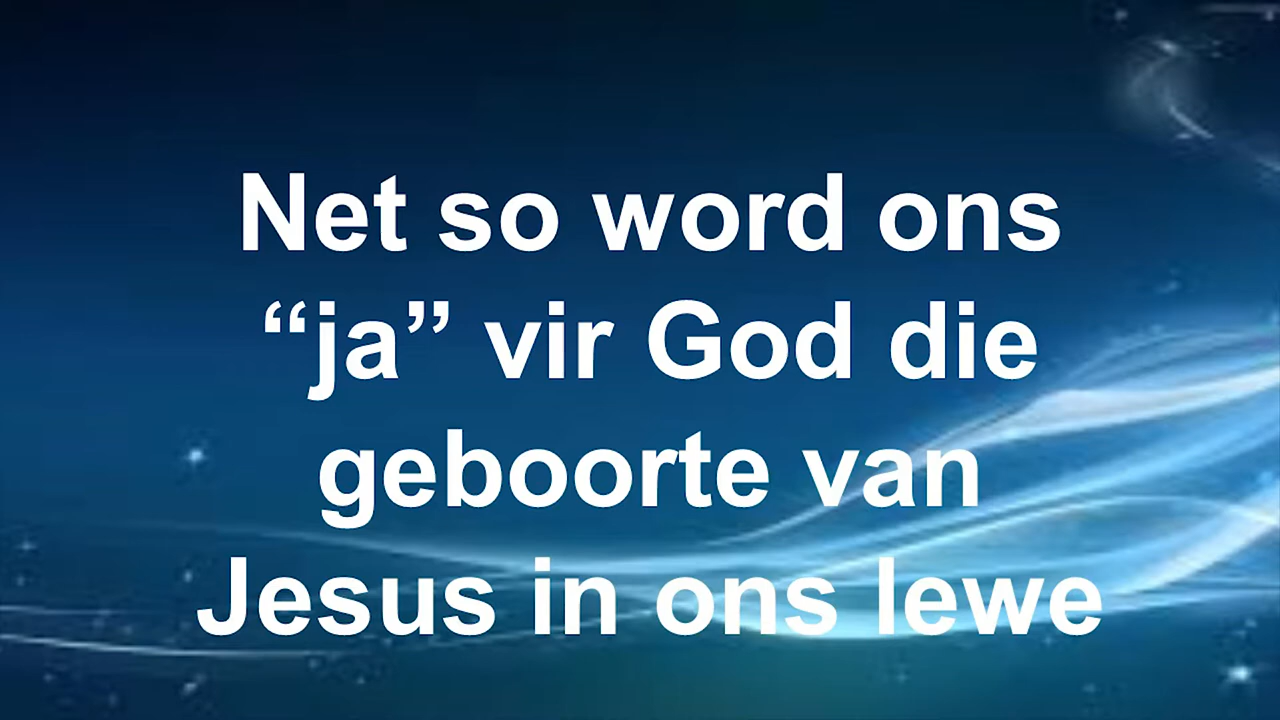 Net so word ons
“ja” vir God die
geboorte van
Jesus in ons lewe